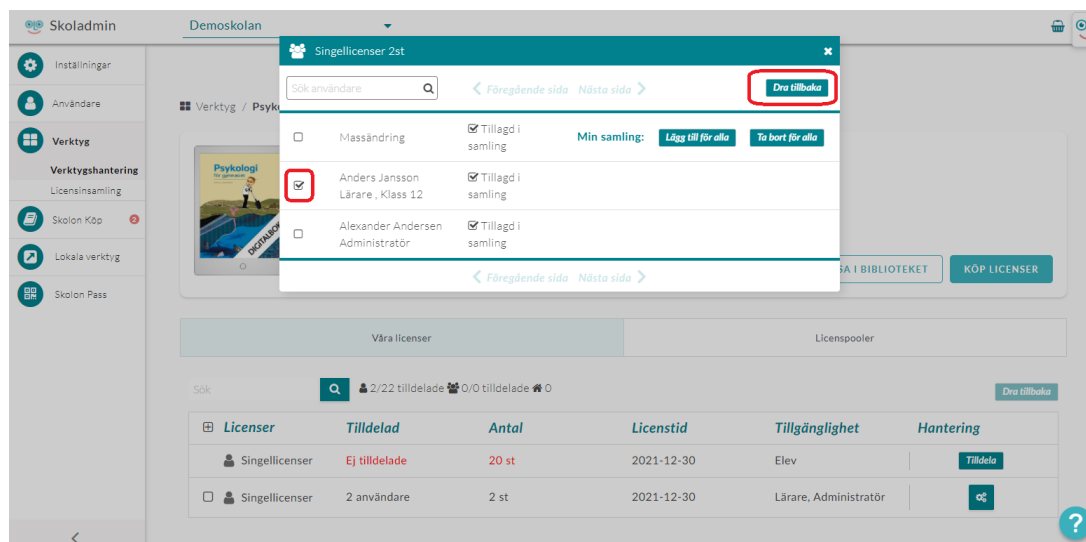 Skoladmin
Demoskolan
Inställningar
Användare
Verktyg
Verktygshantering
Licensinsamling
Skolon Köp 2
Lokala verktyg
Skolon Pass
Verktyg / Psyk
Psykologi
för gymnasiet
DIGITALBOK
Singellicenser 2st
Sök användare
Föregående sida Nästa sida
Dra tillbaka
Massändring
Tillagd i
samling
Min samling:
Lägg till för alla
Ta bort för alla
Anders Jansson
Lärare , Klass 12
Tillagd i
samling
Alexander Andersen
Administratör
Tillagd i
samling
Föregående sida Nästa sida
SA I BIBLIOTEKET
KÖP LICENSER
Våra licenser
Licenspooler
Sök
2/22 tilldelade 0/0 tilldelade 0
Dra tillbaka
Licenser Tilldelad Antal Licenstid Tillgänglighet Hantering
Singellicenser Ej tilldelade 20 st 2021-12-30 Elev Tilldela
Singellicenser 2 användare 2 st 2021-12-30 Lärare, Administratör
?